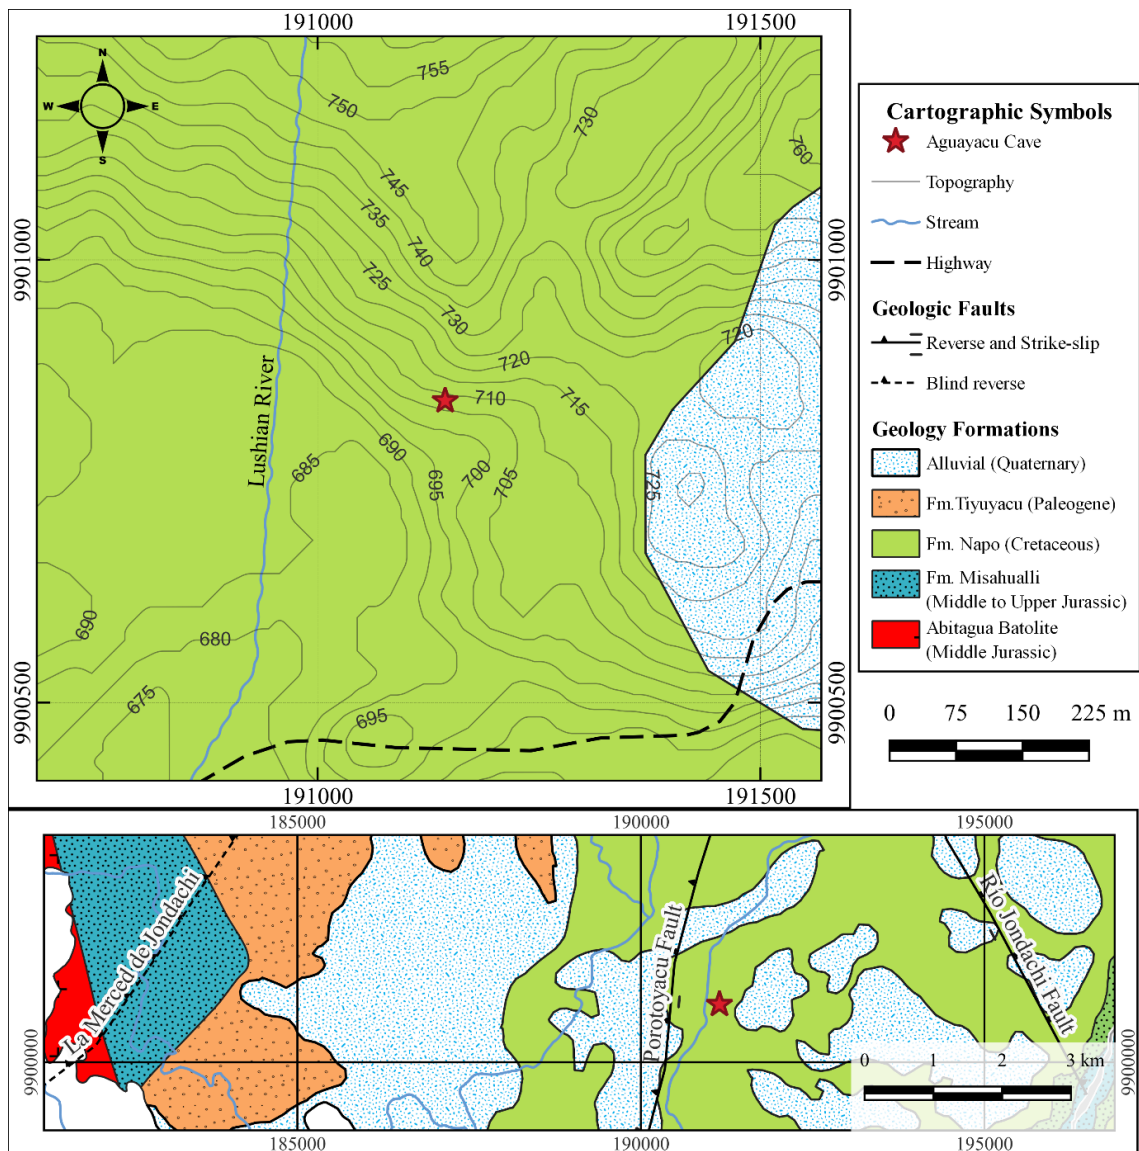 191000
191500
N
W
E
S
755
750
730
760
745
735
740
725
730
9901000
9901000
720
720
710
715
Lushian River
690
685
695
700
705
725
690
680
675
695
9900500
9900500
191000
191500
Cartographic Symbols
Aguayacu Cave
Topography
Stream
Highway
Geologic Faults
Reverse and Strike-slip
Blind reverse
Geology Formations
Alluvial (Quaternary)
Fm.Tiyuyacu (Paleogene)
Fm. Napo (Cretaceous)
Fm. Misahualli
(Middle to Upper Jurassic)
Abitagua Batolite
(Middle Jurassic)
0 75 150 225 m
185000
190000
195000
La Merced de Jondachi
Porotoyacu Fault
Río Jondachi Fault
9900000
9900000
0 1 2 3 km
185000
190000
195000